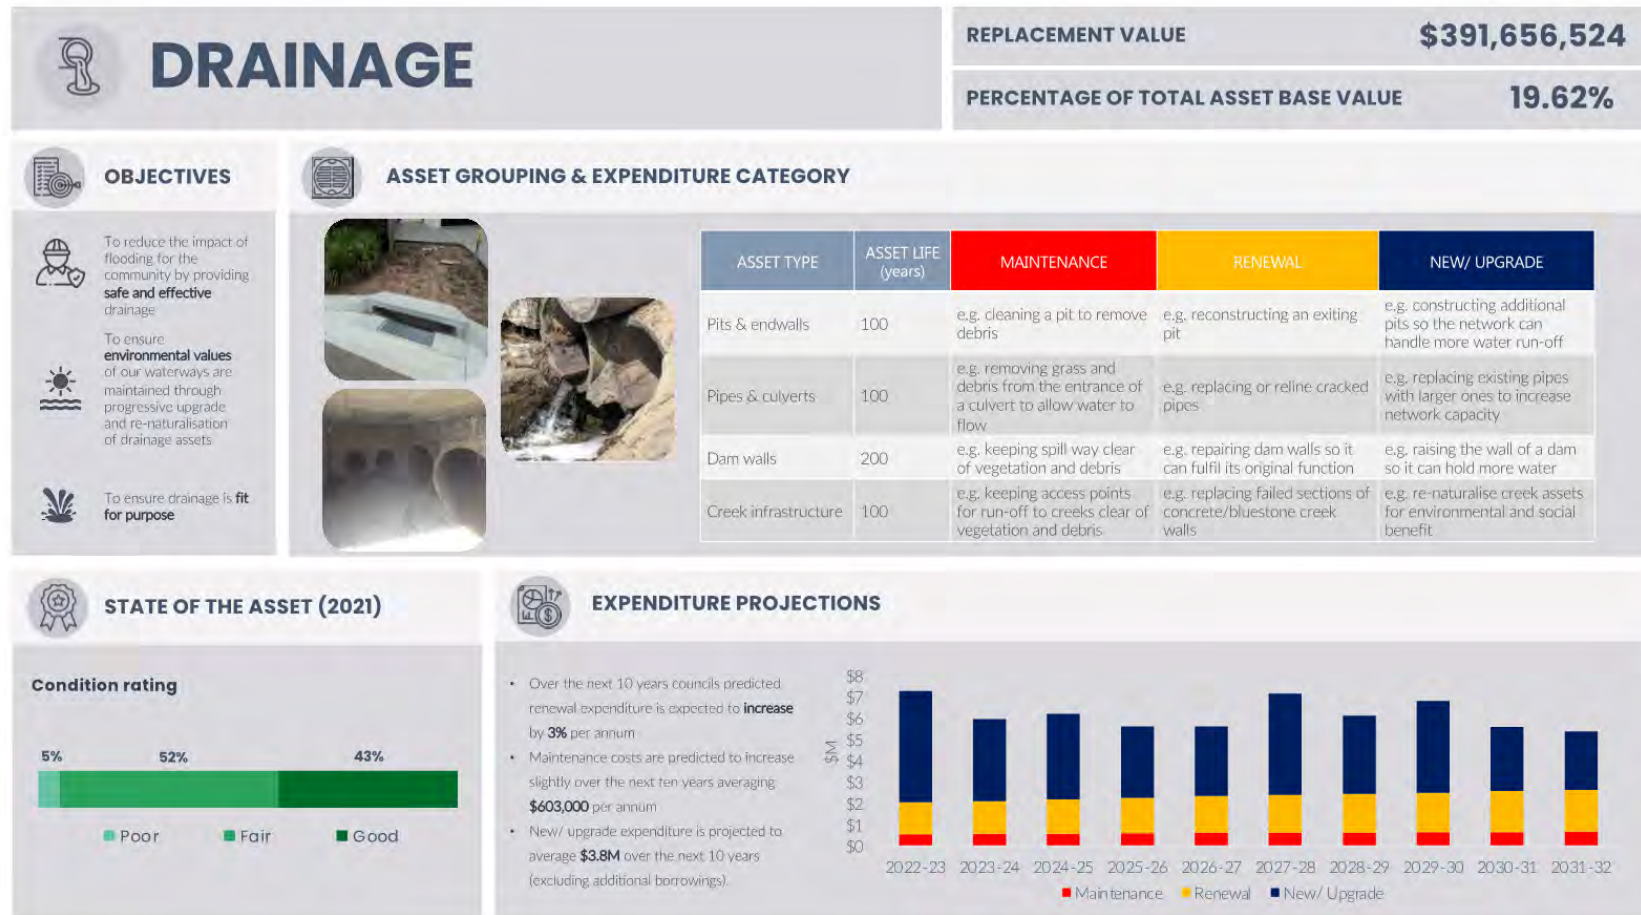 DRAINAGE
REPLACEMENT VALUE
$391,656,524
PERCENTAGE OF TOTAL ASSET BASE VALUE
19.62%
OBJECTIVES
To reduce the impact of
flooding for the
community by providing
safe and effective
drainage
To ensure
environmental values
of our waterways are
maintained through
progressive upgrade
and re-naturalisation
of drainage assets
To ensure drainage is fit
for purpose
ASSET GROUPING & EXPENDITURE CATEGORY
ASSET TYPE
ASSET LIFE
(years)
MAINTENANCE
RENEWAL
NEW/ UPGRADE
Pits & endwalls
100
e.g. cleaning a pit to remove
debris
e.g. reconstructing an exiting
pit
e.g. constructing additional
pits so the network can
handle more water run-off
Pipes & culverts
100
e.g. removing grass and
debris from the entrance of
a culvert to allow water to
flow
e.g. replacing or reline cracked
pipes
e.g. replacing existing pipes
with larger ones to increase
network capacity
Dam walls
200
e.g. keeping spill way clear
of vegetation and debris
e.g. repairing dam walls so it
can fulfil its original function
e.g. raising the wall of a dam
so it can hold more water
Creek infrastructure
100
e.g. keeping access points
for run-off to creeks clear of
vegetation and debris
e.g. replacing failed sections of
concrete/bluestone creek
walls
e.g. re-naturalise creek assets
for environmental and social
benefit
STATE OF THE ASSET (2021)
Condition rating
5% 52% 43%
Poor Fair Good
EXPENDITURE PROJECTIONS
• Over the next 10 years councils predicted
renewal expenditure is expected to increase
by 3% per annum
• Maintenance costs are predicted to increase
slightly over the next ten years averaging
$603,000 per annum
• New/ upgrade expenditure is projected to
average $3.8M over the next 10 years
(excluding additional borrowings).
$M
$8
$7
$6
$5
$4
$3
$2
$1
$0
2022-23 2023-24 2024-25 2025-26 2026-27 2027-28 2028-29 2029-30 2030-31 2031-32
Maintenance Renewal New/ Upgrade